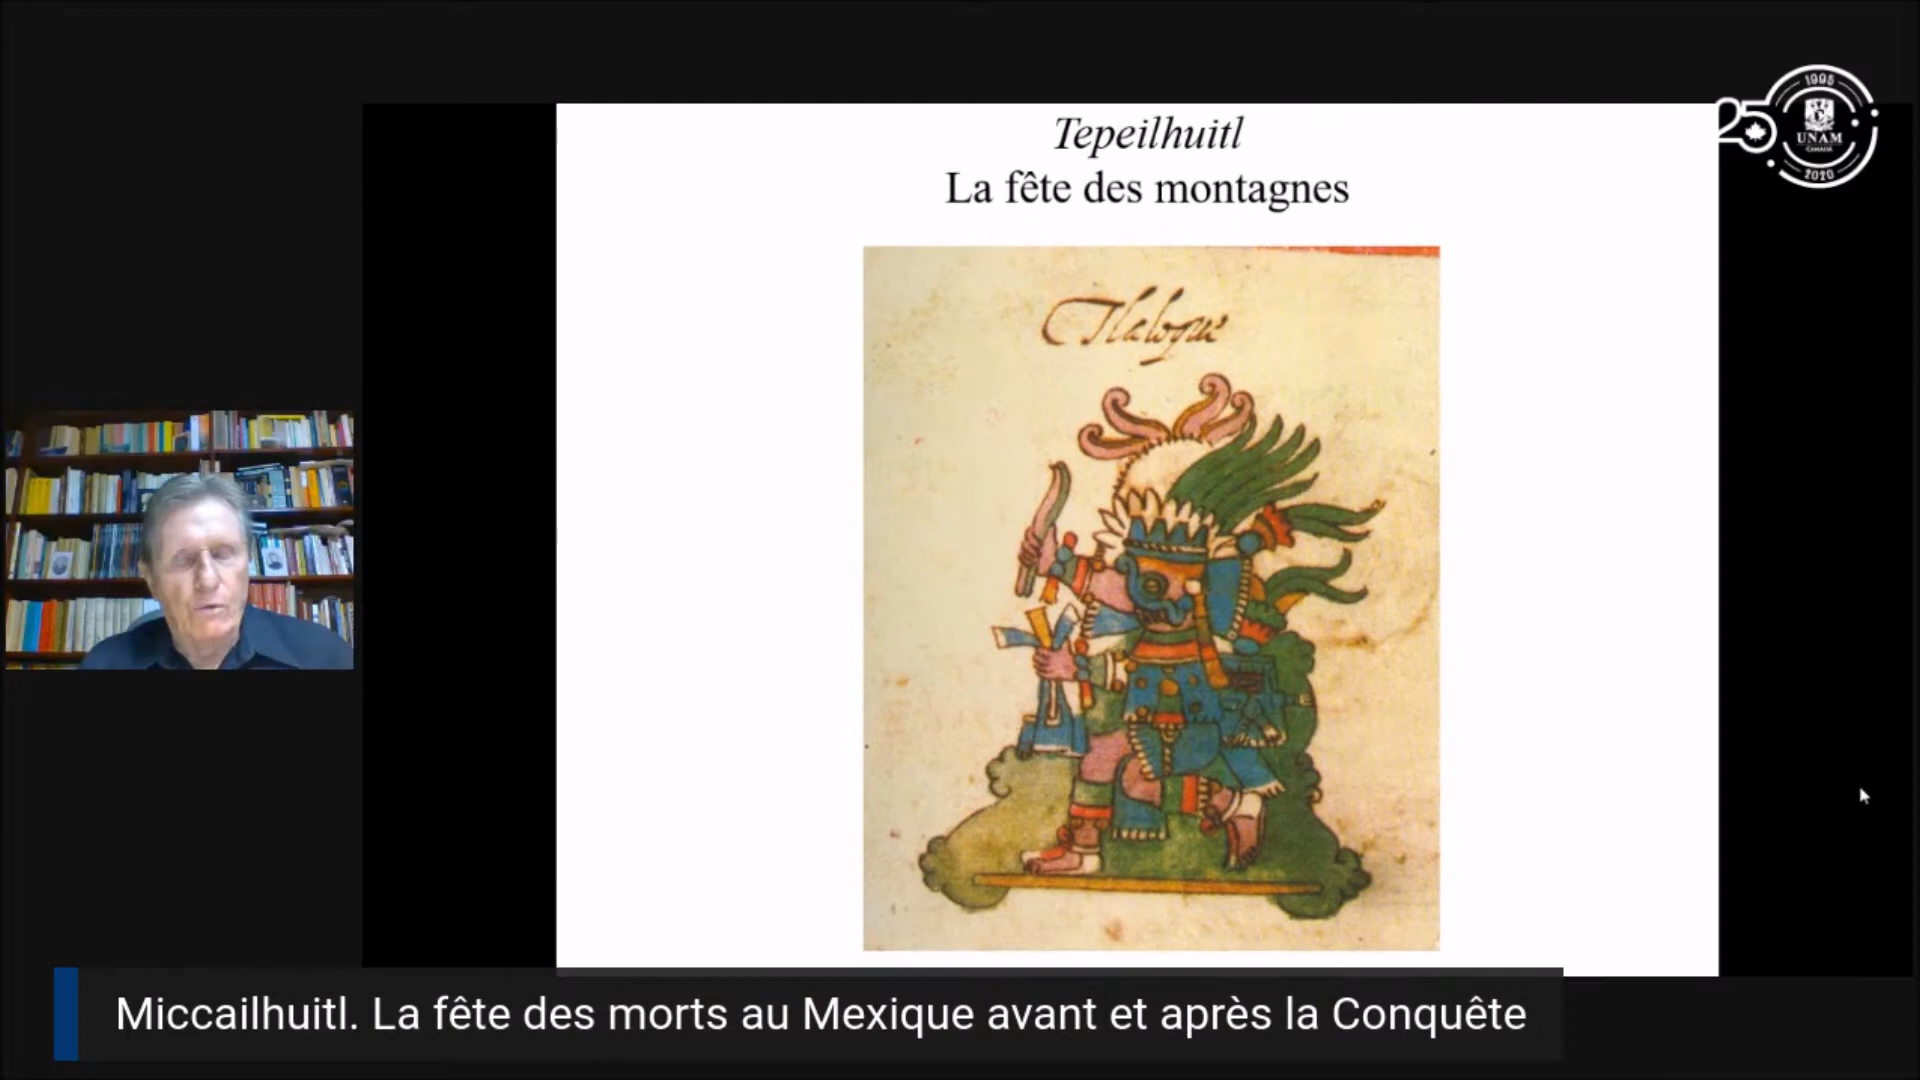 Tepeilhuitl
La fête des montagnes
1995
25
UNAM
CANADÁ
2020
Tlaloque
Miccailhuitl. La fête des morts au Mexique avant et après la Conquête